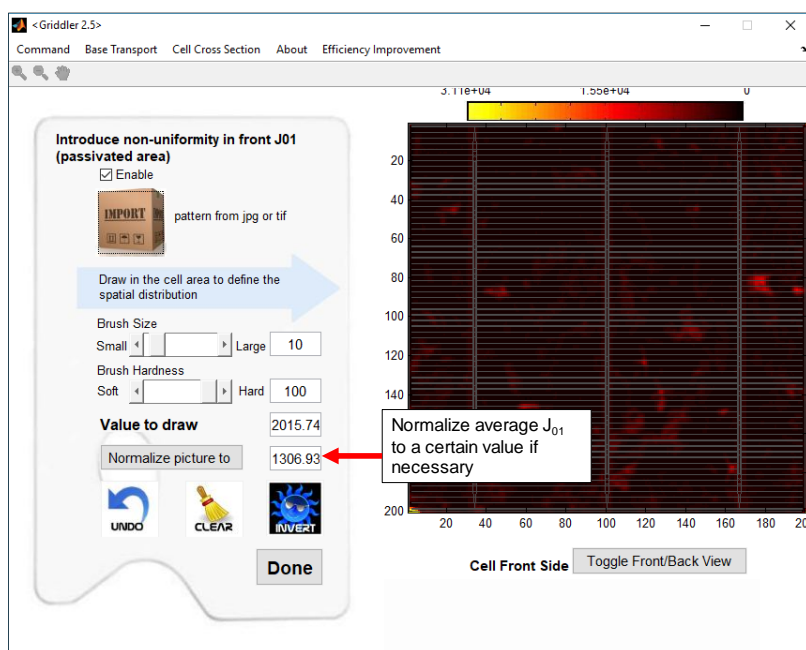 <Griddler 2.5>
Command Base Transport Cell Cross Section About Efficiency Improvement
3.11e+04 1.55e+04 0
Introduce non-uniformity in front J01
(passivated area)
Enable
IMPORT
pattern from jpg or tif
Draw in the cell area to define the
spatial distribution
Brush Size
Small Large 10
Brush Hardness
Soft Hard 100
Value to draw 2015.74
Normalize picture to 1306.93
UNDO CLEAR INVERT
Done
Normalize average J01
to a certain value if
necessary
20
40
60
80
100
120
140
200
20 40 60 80 100 120 140 160 180 20
Cell Front Side Toggle Front/Back View